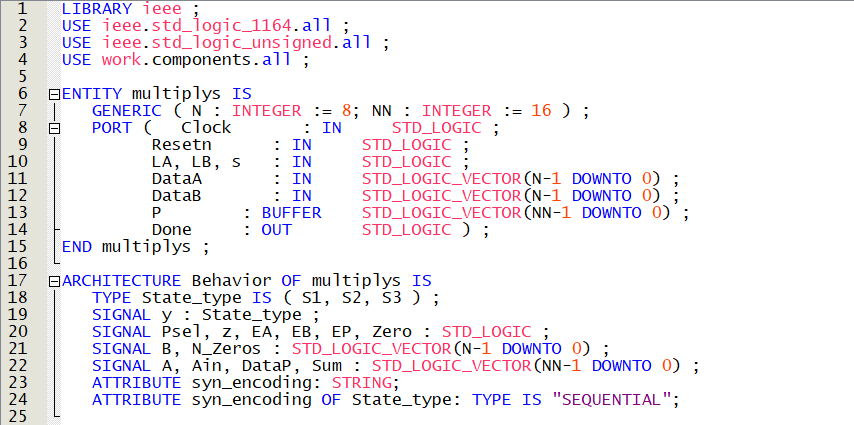 1 LIBRARY ieee ;
2 USE ieee.std_logic_1164.all ;
3 USE ieee.std_logic_unsigned.all ;
4 USE work.components.all ;
5
6 ENTITY multiplys IS
7 GENERIC ( N : INTEGER := 8; NN : INTEGER := 16 ) ;
8 PORT ( Clock : IN STD_LOGIC ;
9 Resetn : IN STD_LOGIC ;
10 LA, LB, s : IN STD_LOGIC ;
11 DataA : IN STD_LOGIC_VECTOR(N-1 DOWNTO 0) ;
12 DataB : IN STD_LOGIC_VECTOR(N-1 DOWNTO 0) ;
13 P : BUFFER STD_LOGIC_VECTOR(NN-1 DOWNTO 0) ;
14 Done : OUT STD_LOGIC ) ;
15 END multiplys ;
16
17 ARCHITECTURE Behavior OF multiplys IS
18 TYPE State_type IS ( S1, S2, S3 ) ;
19 SIGNAL y : State_type ;
20 SIGNAL Psel, z, EA, EB, EP, Zero : STD_LOGIC ;
21 SIGNAL B, N_Zeros : STD_LOGIC_VECTOR(N-1 DOWNTO 0) ;
22 SIGNAL A, Ain, DataP, Sum : STD_LOGIC_VECTOR(NN-1 DOWNTO 0) ;
23 ATTRIBUTE syn_encoding: STRING;
24 ATTRIBUTE syn_encoding OF State_type: TYPE IS "SEQUENTIAL";
25